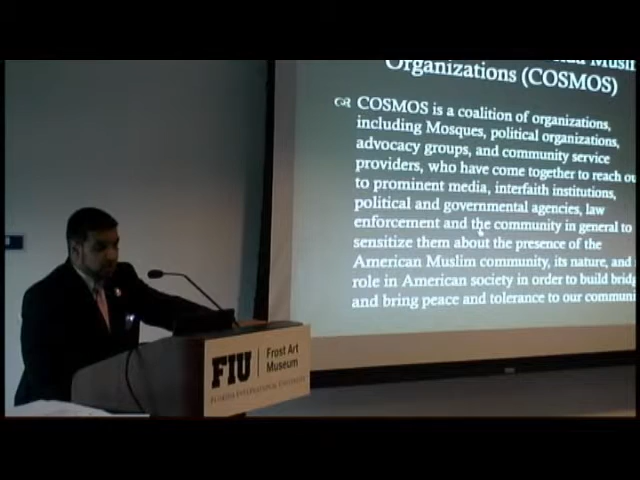 Organizations (COSMOS)
COSMOS is a coalition of organizations,
including Mosques, political organizations,
advocacy groups, and community service
providers, who have come together to reach
to prominent media, interfaith institutions,
political and governmental agencies, law
enforcement and the community in general to
sensitize them about the presence of the
American Muslim community, its nature, and
role in American society in order to build
and bring peace and tolerance to our
FIU
Frost Art
Museum
FLORIDA INTERNATIONAL UNIVERSITY